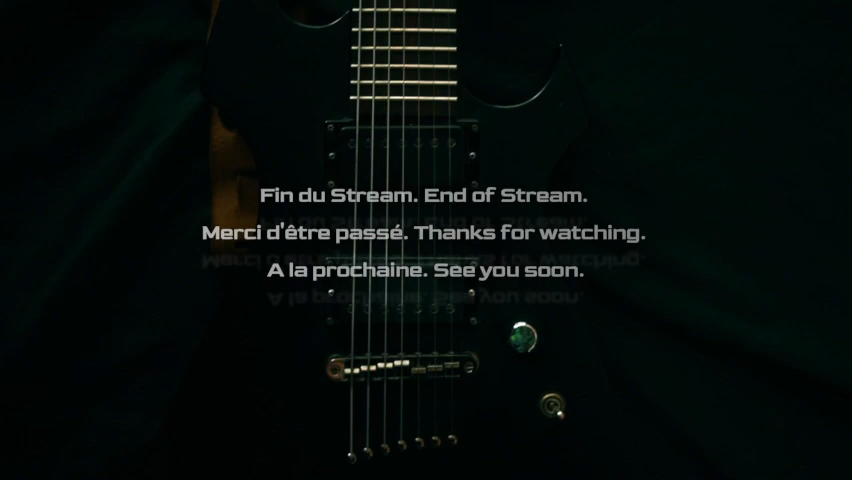 Fin du Stream. End of Stream.
Merci d'être passé. Thanks for watching.
A la prochaine. See you soon.